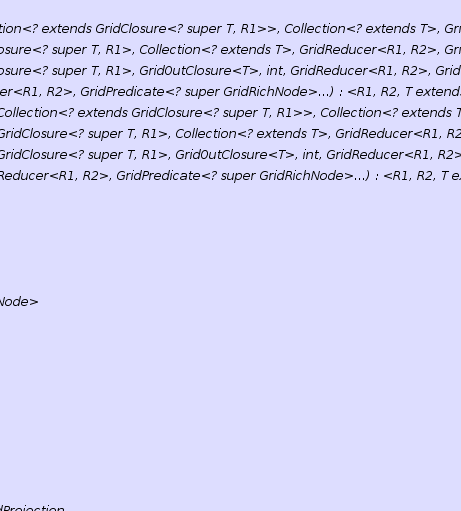 tion<? extends GridClosure<? super T, R1>>, Collection<? extends T>, Gri
osure<? super T, R1>, Collection<? extends T>, GridReducer<R1, R2>, Gri
osure<? super T, R1>, GridOutClosure<T>, int, GridReducer<R1, R2>, Grid
er<R1, R2>, GridPredicate<? super GridRichNode>...) : <R1, R2, T extends
Collection<? extends GridClosure<? super T, R1>>, Collection<? extends T
GridClosure<? super T, R1>, Collection<? extends T>, GridReducer<R1, R2
GridClosure<? super T, R1>, GridOutClosure<T>, int, GridReducer<R1, R2>
Reducer<R1, R2>, GridPredicate<? super GridRichNode>...) : <R1, R2, T ex
Node>
dProjection